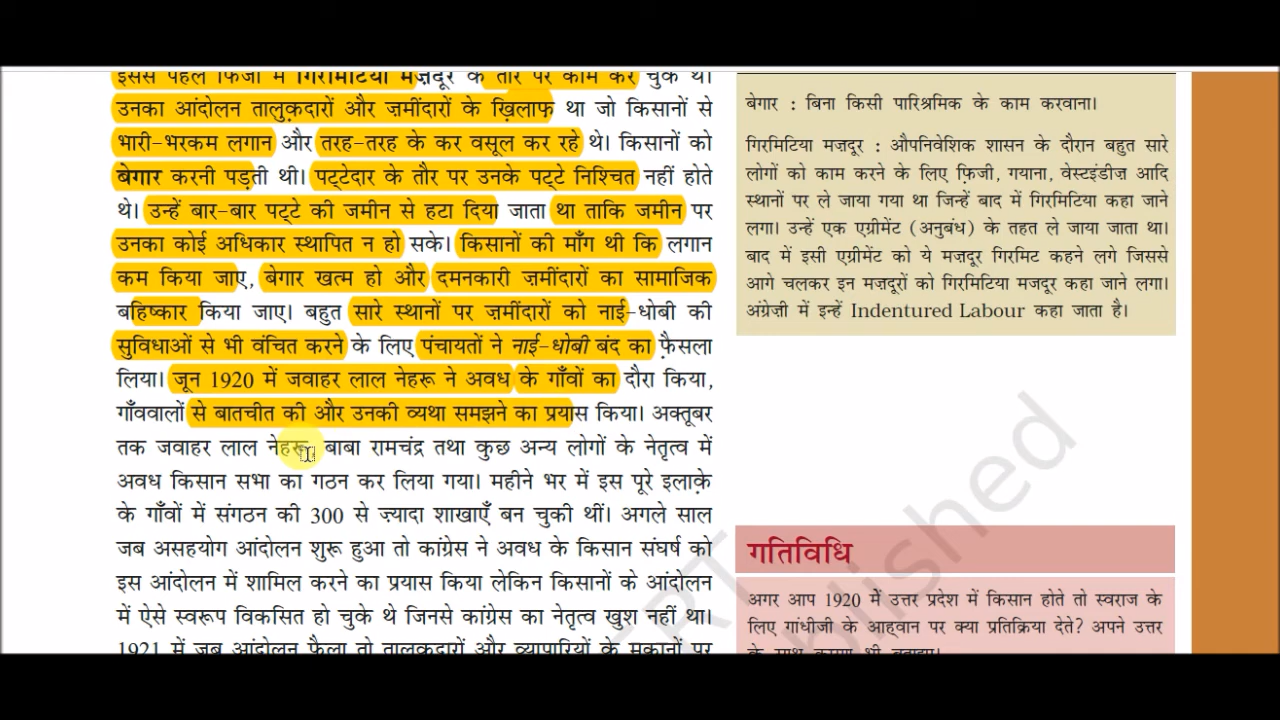 इससे पहले फिजी में गिरमिटिया मज़दूर के तौर पर काम कर चुके थे।
उनका आंदोलन तालुक़दारों और ज़मींदारों के ख़िलाफ़ था जो किसानों से
भारी-भरकम लगान और तरह-तरह के कर वसूल कर रहे थे। किसानों को
बेगार करनी पड़ती थी। पट्टेदार के तौर पर उनके पट्टे निश्चित नहीं होते
थे। उन्हें बार-बार पट्टे की जमीन से हटा दिया जाता था ताकि जमीन पर
उनका कोई अधिकार स्थापित न हो सके। किसानों की माँग थी कि लगान
कम किया जाए, बेगार खत्म हो और दमनकारी ज़मींदारों का सामाजिक
बहिष्कार किया जाए। बहुत सारे स्थानों पर ज़मींदारों को नाई-धोबी की
सुविधाओं से भी वंचित करने के लिए पंचायतों ने नाई-धोबी बंद का फ़ैसला
लिया। जून 1920 में जवाहर लाल नेहरू ने अवध के गाँवों का दौरा किया,
गाँववालों से बातचीत की और उनकी व्यथा समझने का प्रयास किया। अक्तूबर
तक जवाहर लाल नेहरू, बाबा रामचंद्र तथा कुछ अन्य लोगों के नेतृत्व में
अवध किसान सभा का गठन कर लिया गया। महीने भर में इस पूरे इलाक़े
के गाँवों में संगठन की 300 से ज़्यादा शाखाएँ बन चुकी थीं। अगले साल
जब असहयोग आंदोलन शुरू हुआ तो कांग्रेस ने अवध के किसान संघर्ष को
इस आंदोलन में शामिल करने का प्रयास किया लेकिन किसानों के आंदोलन
में ऐसे स्वरूप विकसित हो चुके थे जिनसे कांग्रेस का नेतृत्व खुश नहीं था।
1921 में जब आंदोलन फैला तो तालुकदारों और व्यापारियों के मकानों पर
बेगार : बिना किसी पारिश्रमिक के काम करवाना।
गिरमिटिया मज़दूर : औपनिवेशिक शासन के दौरान बहुत सारे
लोगों को काम करने के लिए फ़िजी, गयाना, वेस्टइंडीज़ आदि
स्थानों पर ले जाया गया था जिन्हें बाद में गिरमिटिया कहा जाने
लगा। उन्हें एक एग्रीमेंट (अनुबंध) के तहत ले जाया जाता था।
बाद में इसी एग्रीमेंट को ये मज़दूर गिरमिट कहने लगे जिससे
आगे चलकर इन मज़दूरों को गिरमिटिया मजदूर कहा जाने लगा।
अंग्रेज़ी में इन्हें Indentured Labour कहा जाता है।
गतिविधि
अगर आप 1920 में उत्तर प्रदेश में किसान होते तो स्वराज के
लिए गांधीजी के आह्वान पर क्या प्रतिक्रिया देते? अपने उत्तर
के साथ कारण भी बताइए।